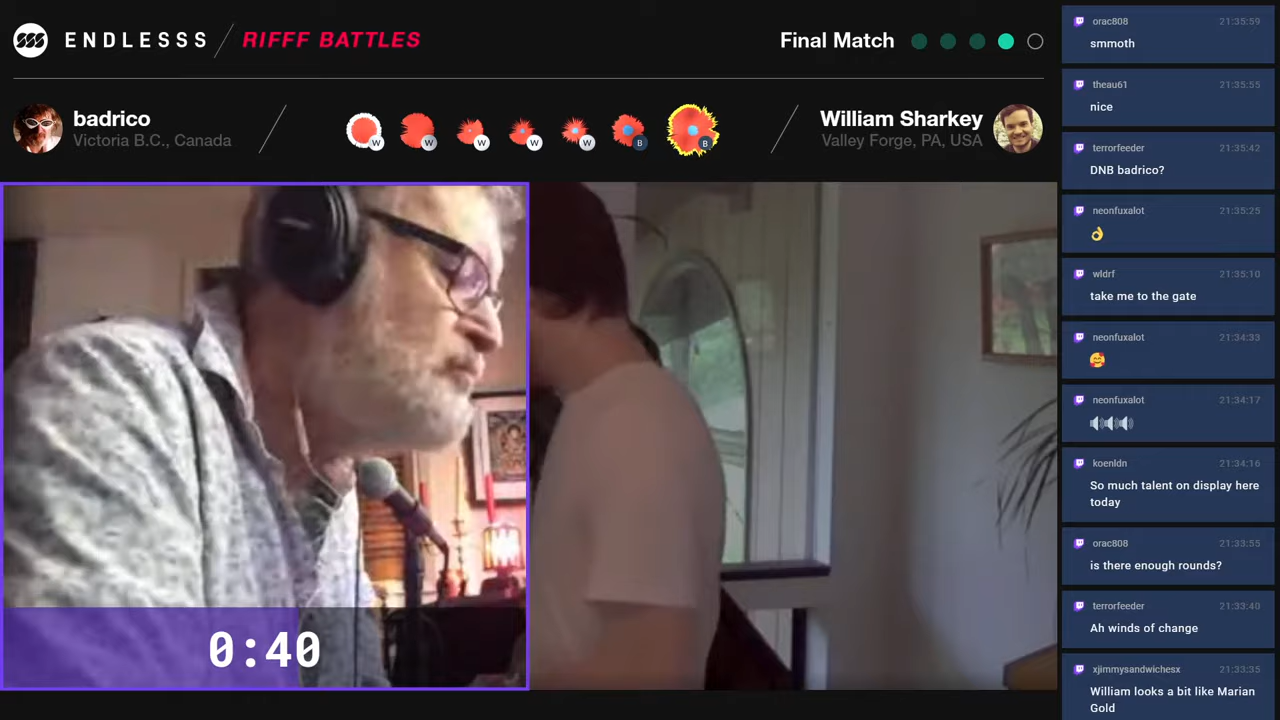 ENDLESSS
RIFFF BATTLES
Final Match
badrico
Victoria B.C., Canada
W
W
W
W
W
B
B
William Sharkey
Valley Forge, PA, USA
0:40
orac808 21:35:59
smmoth
theau61 21:35:55
nice
terrorfeeder 21:35:42
DNB badrico?
neonfuxalot 21:35:25
👌
wldrf 21:35:10
take me to the gate
neonfuxalot 21:34:33
🥰
neonfuxalot 21:34:17
🔊🔊🔊
koenldn 21:34:16
So much talent on display here
today
orac808 21:33:55
is there enough rounds?
terrorfeeder 21:33:40
Ah winds of change
xjimmysandwichesx 21:33:35
William looks a bit like Marian
Gold